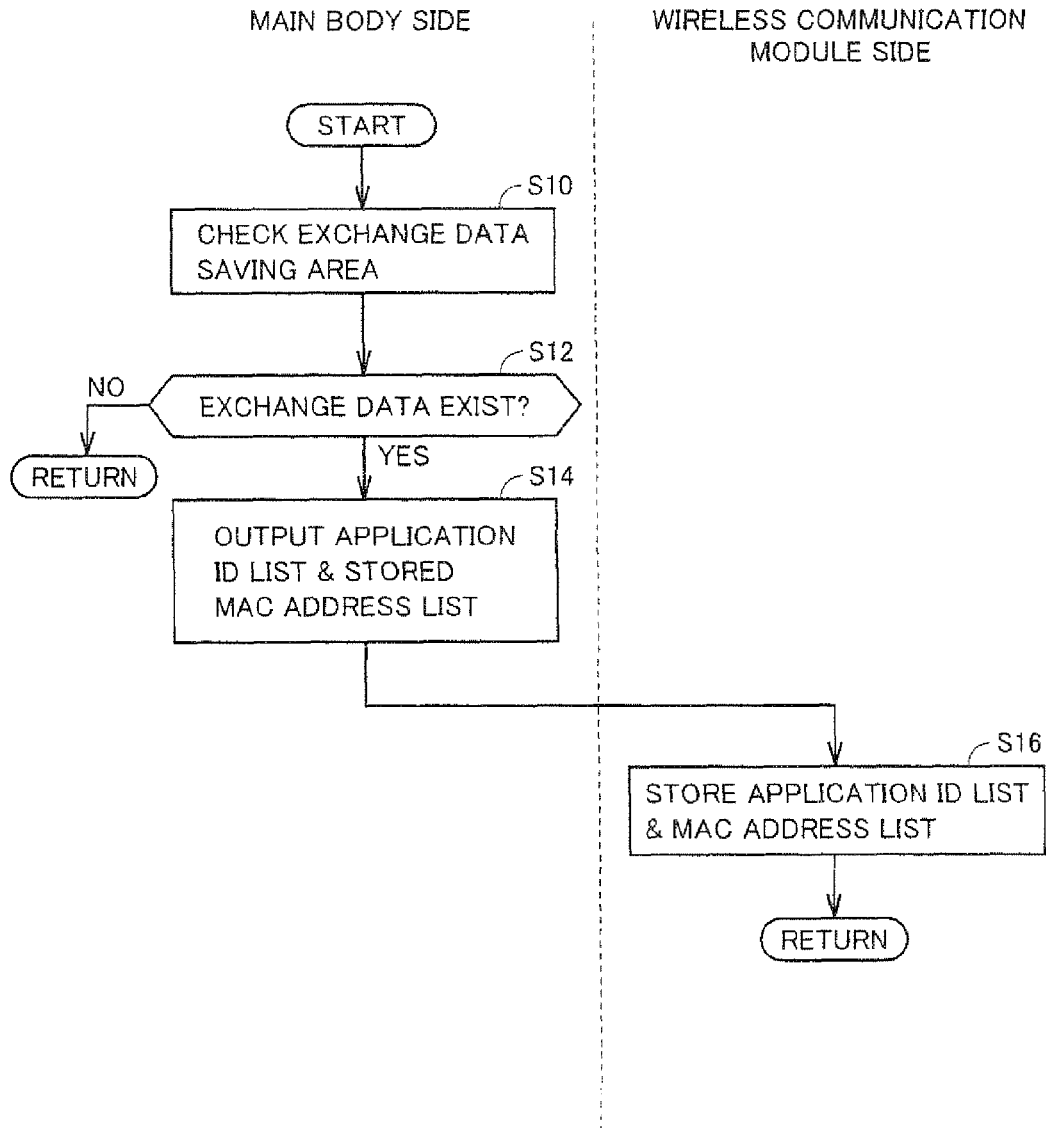 MAIN BODY SIDE
WIRELESS COMMUNICATION
MODULE SIDE
START
S10
CHECK EXCHANGE DATA
SAVING AREA
S12
NO
EXCHANGE DATA EXIST?
YES
RETURN
S14
OUTPUT APPLICATION
ID LIST & STORED
MAC ADDRESS LIST
S16
STORE APPLICATION ID LIST
& MAC ADDRESS LIST
RETURN